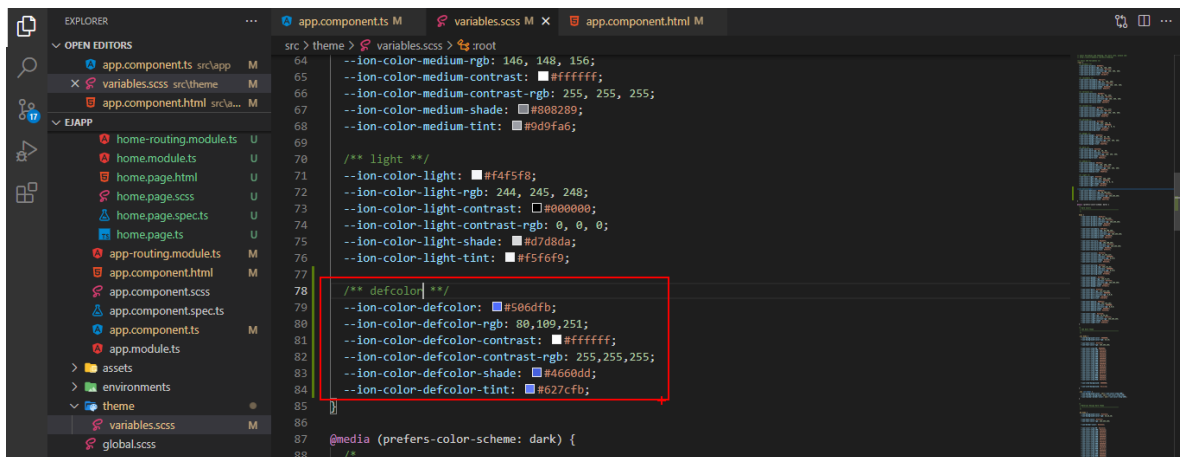 EXPLORER
OPEN EDITORS
app.component.ts src\app M
variables.scss src\theme M
app.component.html src\a... M
17
EJAPP
home-routing.module.ts U
home.module.ts U
home.page.html U
home.page.scss U
home.page.spec.ts U
home.page.ts U
app-routing.module.ts M
app.component.html M
app.component.scss
app.component.spec.ts
app.component.ts M
app.module.ts
assets
environments
theme
variables.scss M
global.scss
app.component.ts M variables.scss M app.component.html M
src > theme > variables.scss > :root
64 --ion-color-medium-rgb: 146, 148, 156;
65 --ion-color-medium-contrast: #ffffff;
66 --ion-color-medium-contrast-rgb: 255, 255, 255;
67 --ion-color-medium-shade: #808289;
68 --ion-color-medium-tint: #9d9fa6;
69
70 /** light **/
71 --ion-color-light: #f4f5f8;
72 --ion-color-light-rgb: 244, 245, 248;
73 --ion-color-light-contrast: #000000;
74 --ion-color-light-contrast-rgb: 0, 0, 0;
75 --ion-color-light-shade: #d7d8da;
76 --ion-color-light-tint: #f5f6f9;
77
78 /** defcolor **/
79 --ion-color-defcolor: #506dfb;
80 --ion-color-defcolor-rgb: 80,109,251;
81 --ion-color-defcolor-contrast: #ffffff;
82 --ion-color-defcolor-contrast-rgb: 255,255,255;
83 --ion-color-defcolor-shade: #4660dd;
84 --ion-color-defcolor-tint: #627cfb;
85 }
86
87 @media (prefers-color-scheme: dark) {
88 /*